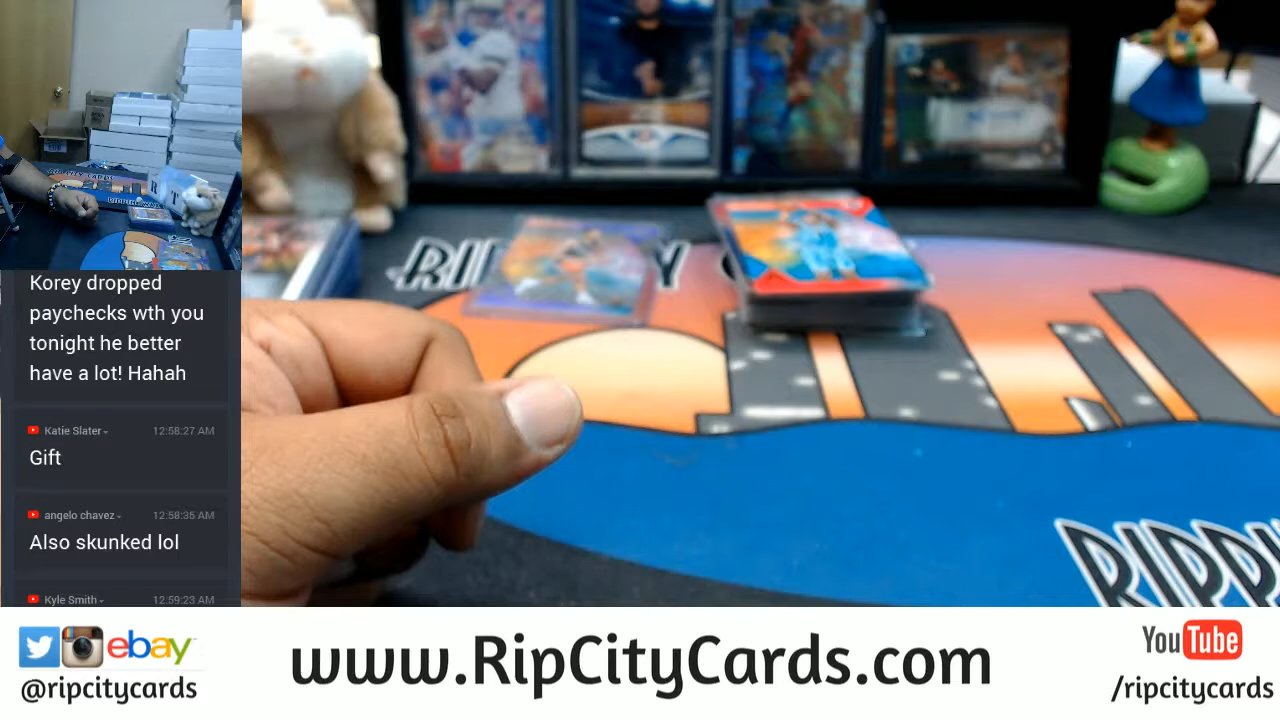 Korey dropped
paychecks wth you
tonight he better
have a lot! Hahah
Katie Slater
12:58:27 AM
Gift
angelo chavez
12:58:35 AM
Also skunked lol
Kyle Smith
12:59:23 AM
RIP
Y
RIPPI
ebay
@ripcitycards
www.RipCityCards.com
YouTube
/ripcitycards